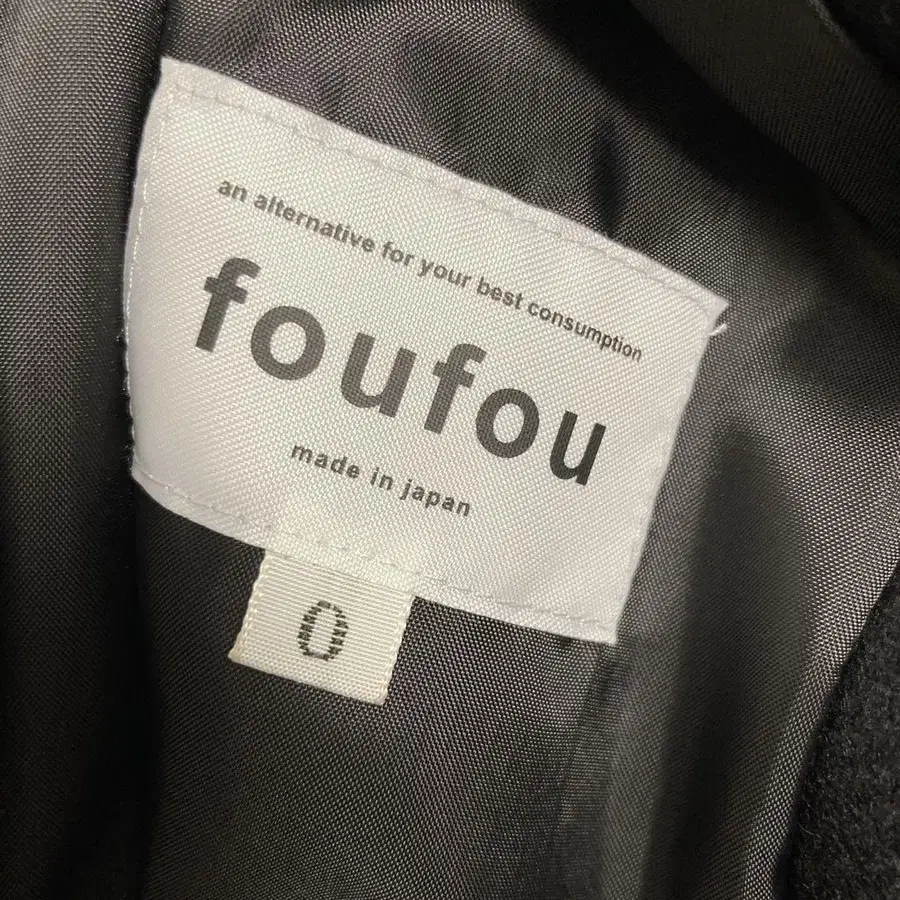 an alternative for your best consumption
foufou
made in japan
0